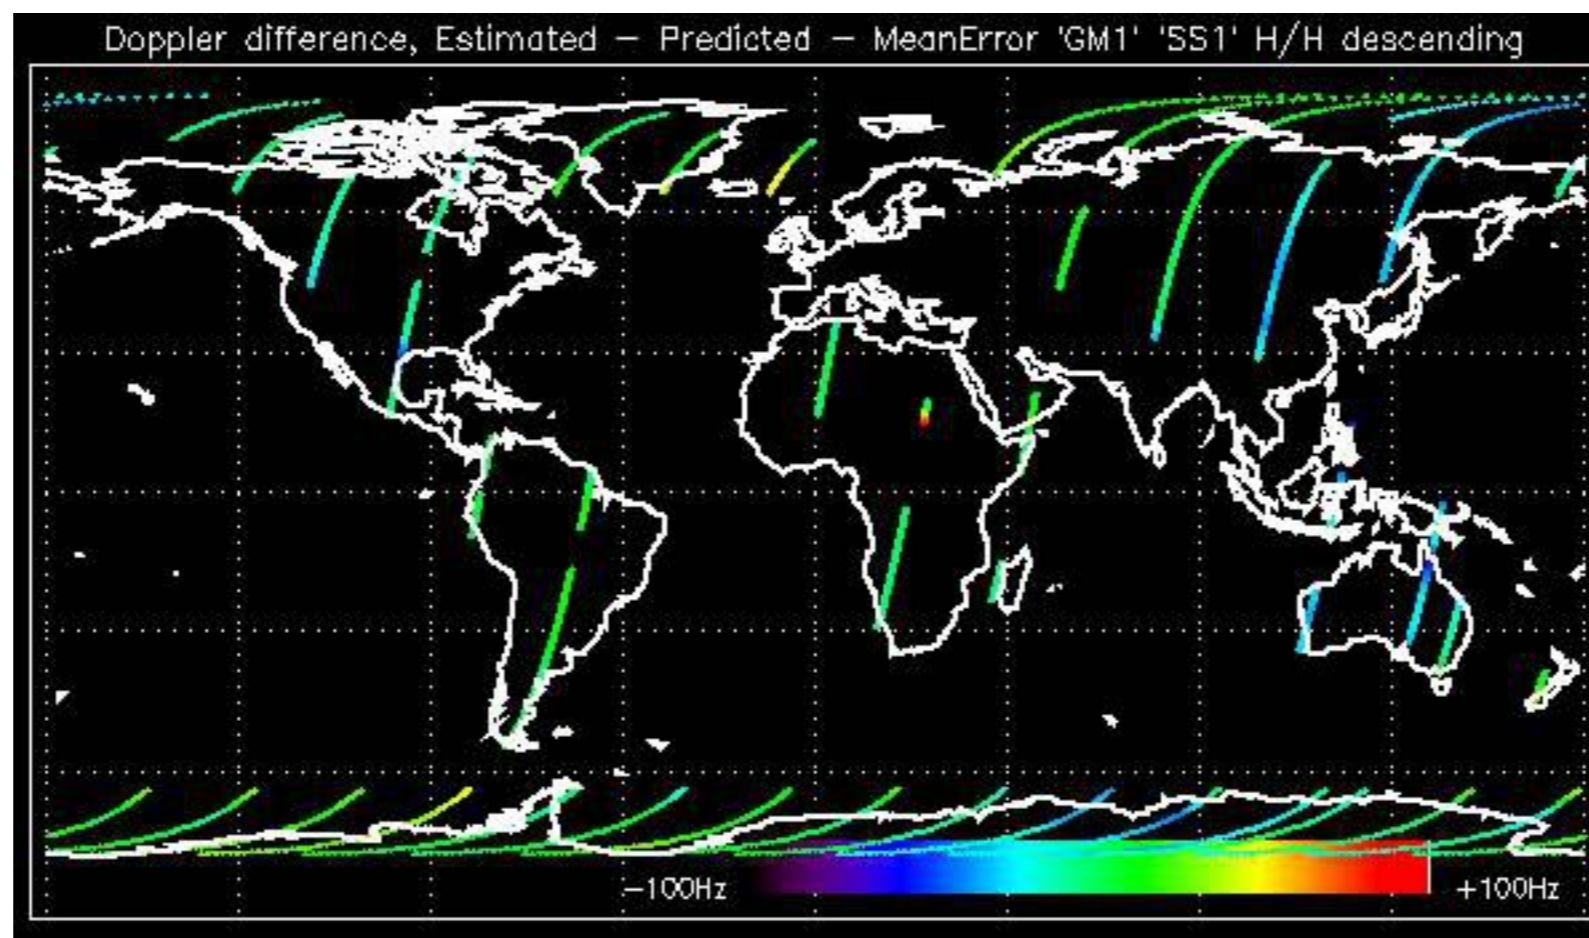 Doppler difference, Estimated — Predicted — MeanError 'GM1' 'SS1' H/H descending
−100Hz +100Hz